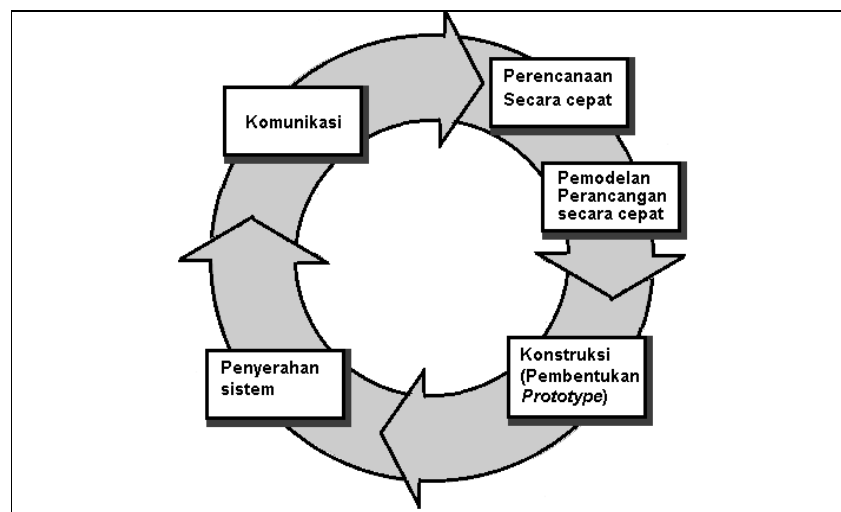 Komunikasi
Perencanaan
Secara cepat
Pemodelan
Perancangan
secara cepat
Konstruksi
(Pembentukan
Prototype)
Penyerahan
sistem